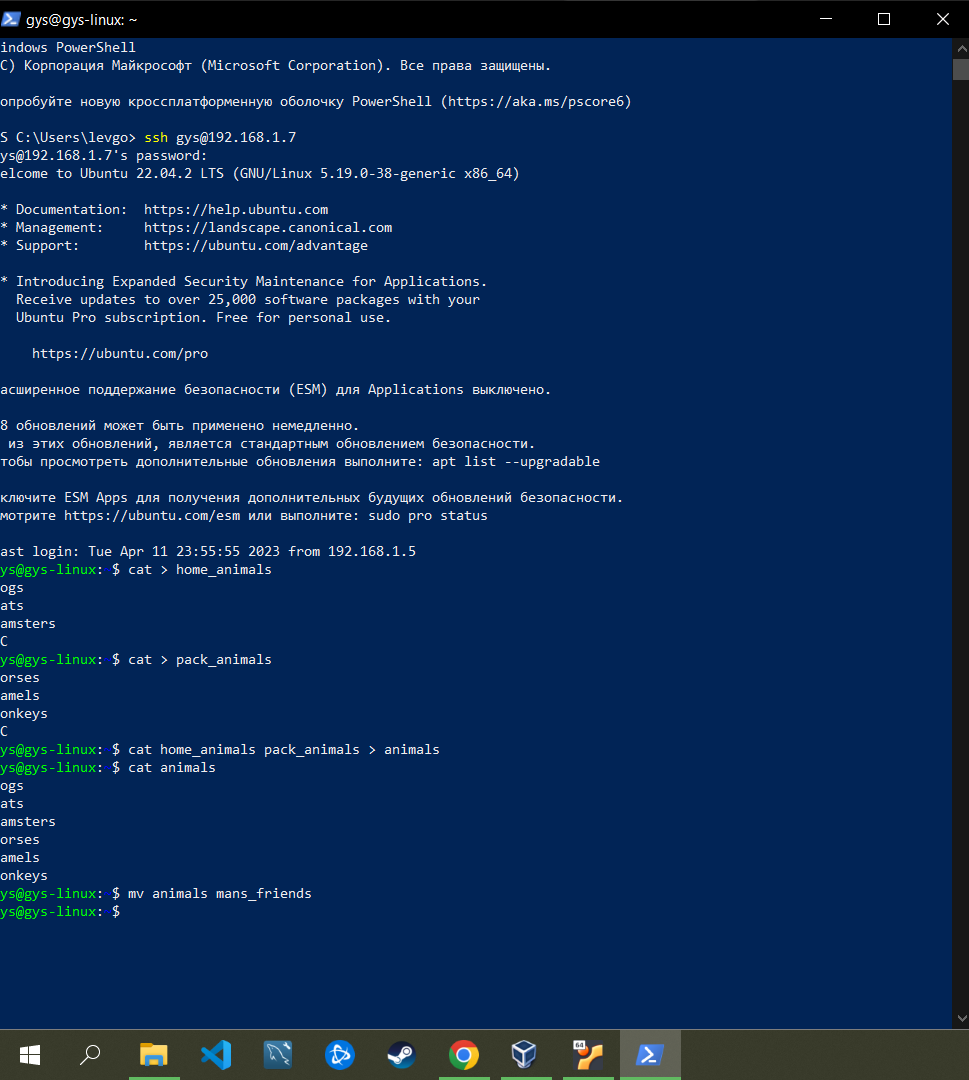 gys@gys-linux: ~
indows PowerShell
C) Корпорация Майкрософт (Microsoft Corporation). Все права защищены.
опробуйте новую кроссплатформенную оболочку PowerShell (https://aka.ms/pscore6)
S C:\Users\levgo> ssh gys@192.168.1.7
ys@192.168.1.7's password:
elcome to Ubuntu 22.04.2 LTS (GNU/Linux 5.19.0-38-generic x86_64)
* Documentation:  https://help.ubuntu.com
* Management:     https://landscape.canonical.com
* Support:        https://ubuntu.com/advantage
* Introducing Expanded Security Maintenance for Applications.
  Receive updates to over 25,000 software packages with your
  Ubuntu Pro subscription. Free for personal use.
    https://ubuntu.com/pro
асширенное поддержание безопасности (ESM) для Applications выключено.
8 обновлений может быть применено немедленно.
 из этих обновлений, является стандартным обновлением безопасности.
тобы просмотреть дополнительные обновления выполните: apt list --upgradable
ключите ESM Apps для получения дополнительных будущих обновлений безопасности.
мотрите https://ubuntu.com/esm или выполните: sudo pro status
ast login: Tue Apr 11 23:55:55 2023 from 192.168.1.5
ys@gys-linux:~$ cat > home_animals
ogs
ats
amsters
C
ys@gys-linux:~$ cat > pack_animals
orses
amels
onkeys
C
ys@gys-linux:~$ cat home_animals pack_animals > animals
ys@gys-linux:~$ cat animals
ogs
ats
amsters
orses
amels
onkeys
ys@gys-linux:~$ mv animals mans_friends
ys@gys-linux:~$
64